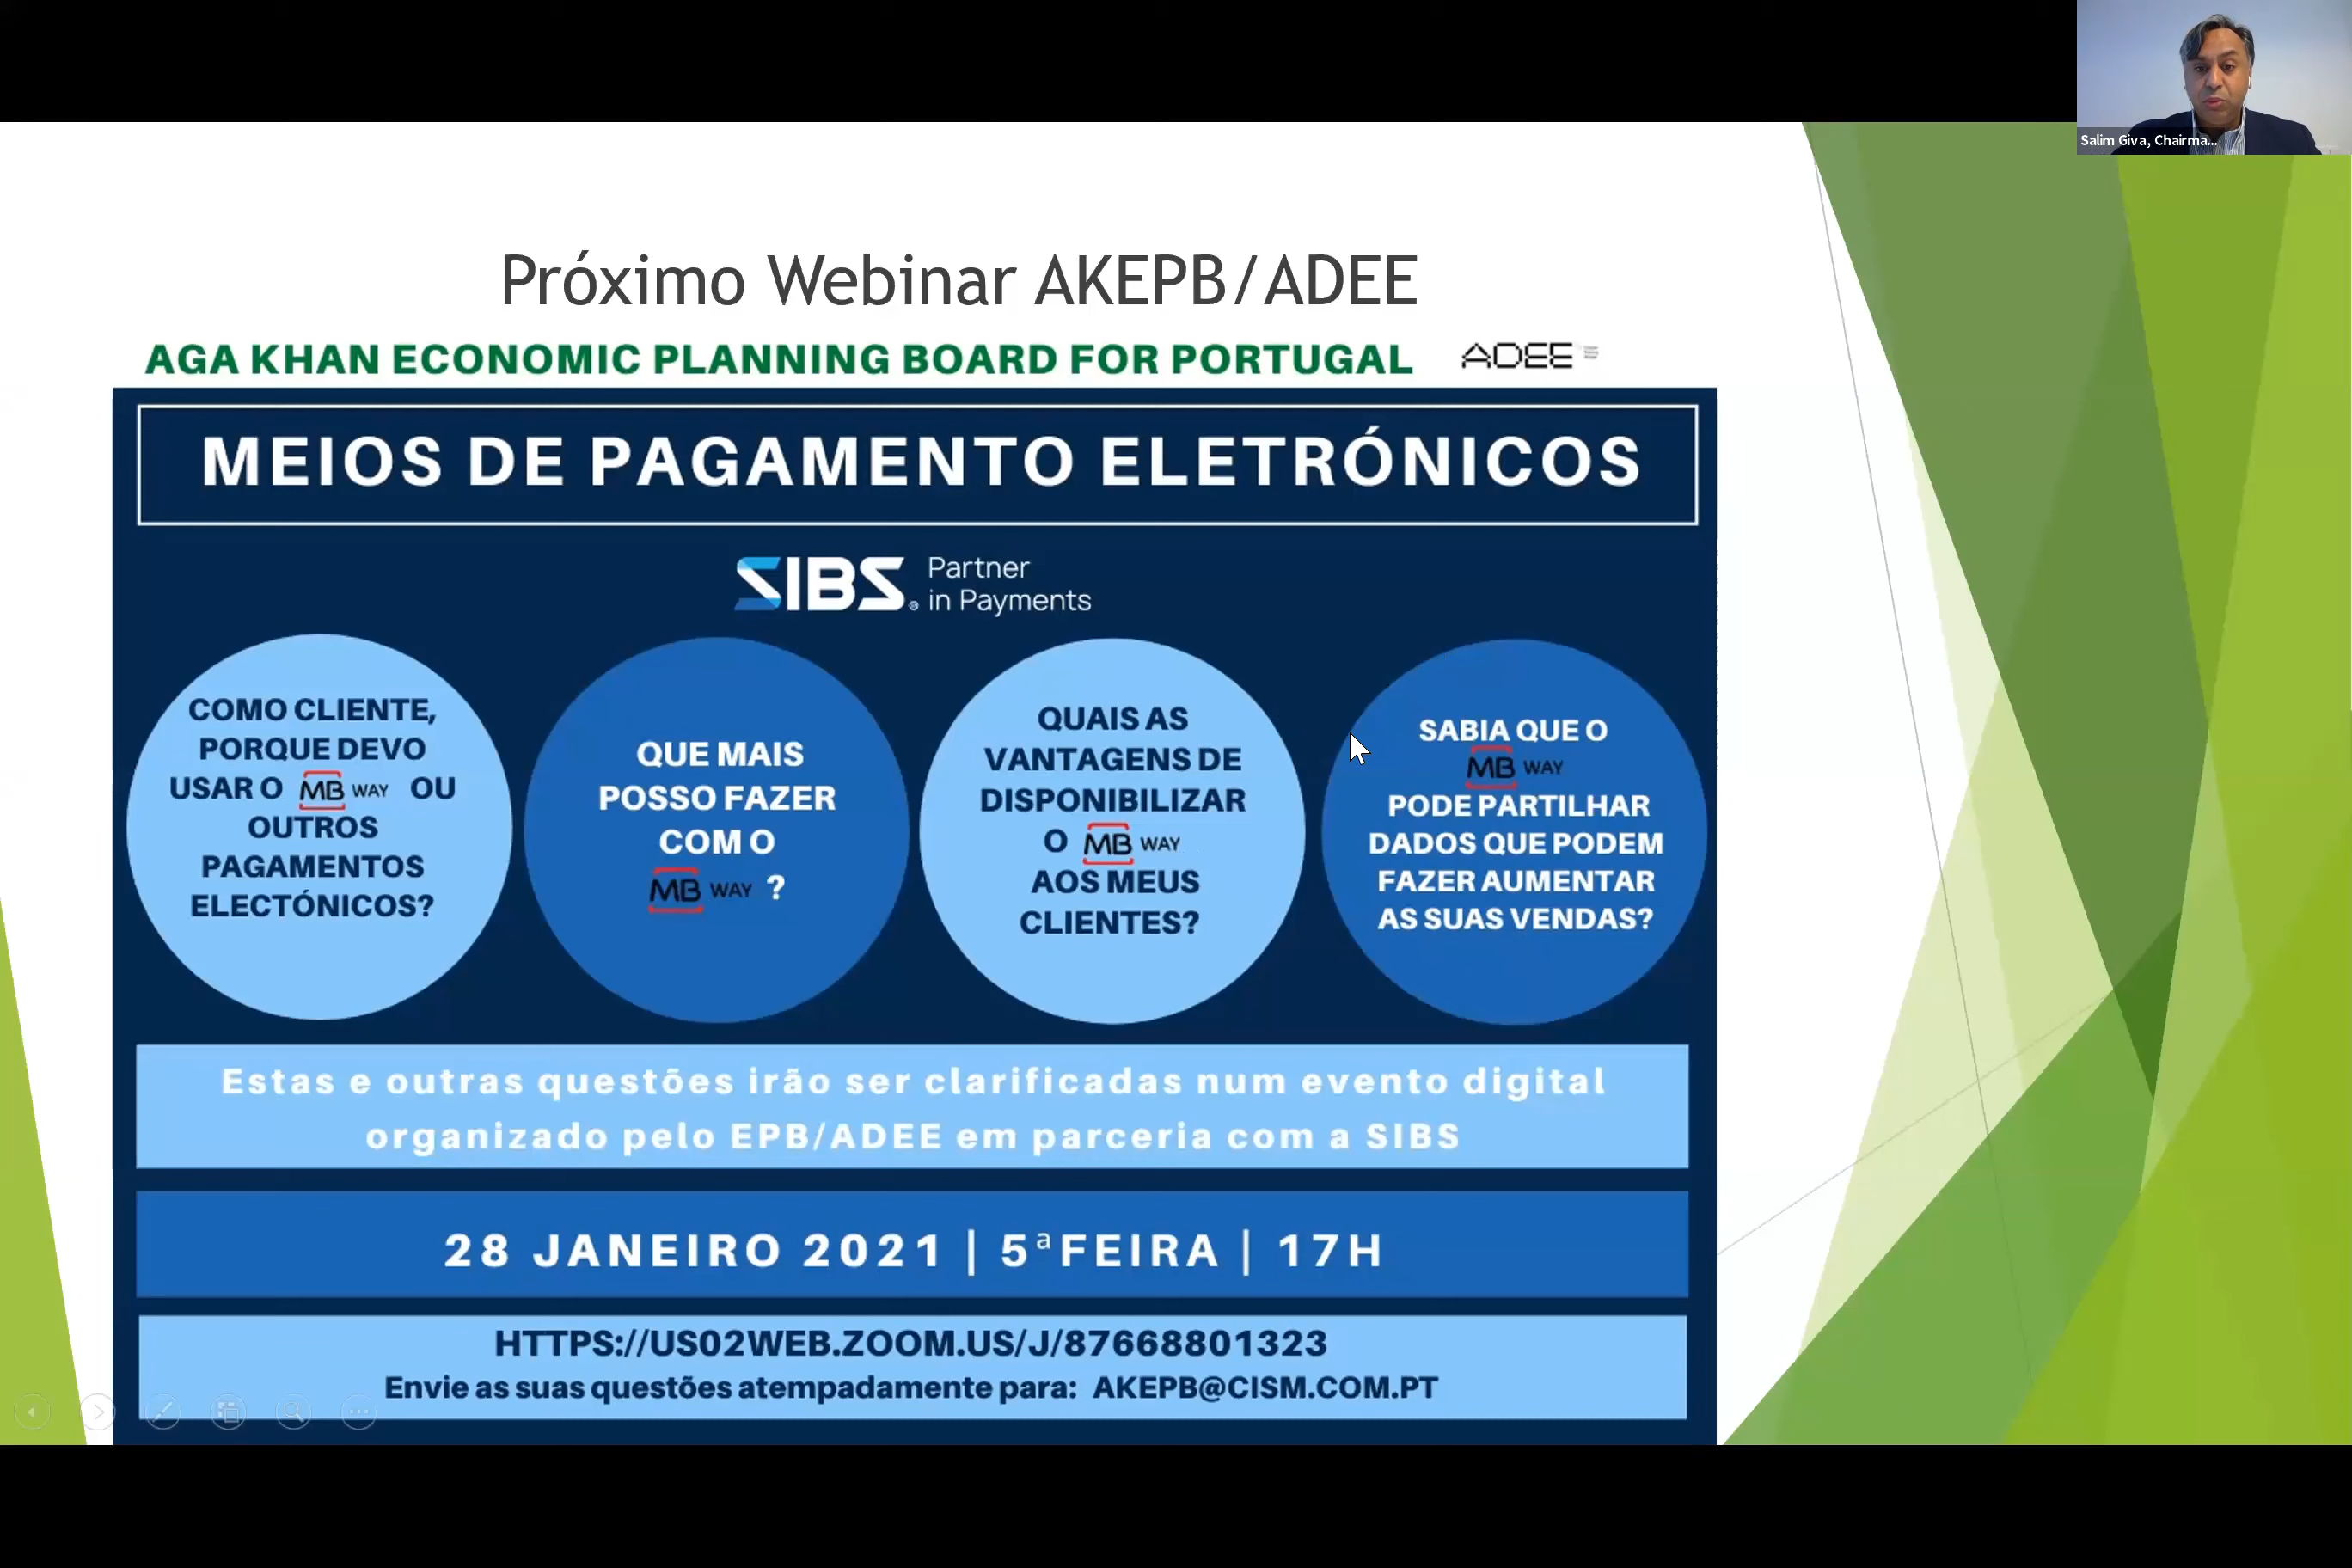 Salim Giva, Chairma...
Próximo Webinar AKEPB/ADEE
AGA KHAN ECONOMIC PLANNING BOARD FOR PORTUGAL
ADEE
MEIOS DE PAGAMENTO ELETRÓNICOS
SIBS® Partner
in Payments
COMO CLIENTE,
PORQUE DEVO
USAR O MB WAY OU
OUTROS
PAGAMENTOS
ELECTÓNICOS?
QUE MAIS
POSSO FAZER
COM O
MB WAY ?
QUAIS AS
VANTAGENS DE
DISPONIBILIZAR
O MB WAY
AOS MEUS
CLIENTES?
SABIA QUE O
MB WAY
PODE PARTILHAR
DADOS QUE PODEM
FAZER AUMENTAR
AS SUAS VENDAS?
Estas e outras questões irão ser clarificadas num evento digital
organizado pelo EPB/ADEE em parceria com a SIBS
28 JANEIRO 2021 | 5ªFEIRA | 17H
HTTPS://US02WEB.ZOOM.US/J/87668801323
Envie as suas questões atempadamente para: AKEPB@CISM.COM.PT